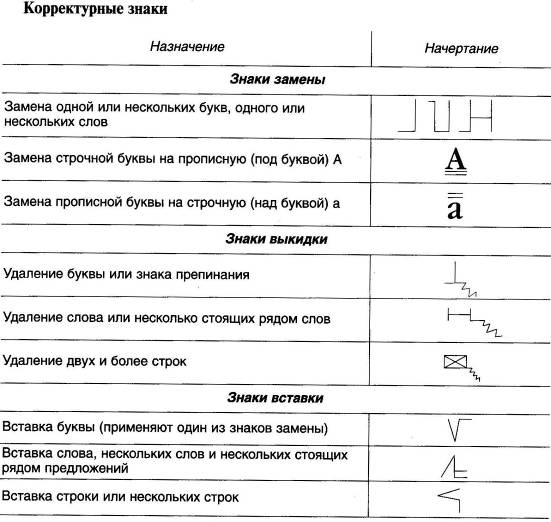 Корректурные знаки
Назначение Начертание
Знаки замены
Замена одной или нескольких букв, одного или
нескольких слов
Замена строчной буквы на прописную (под буквой) А
А
Замена прописной буквы на строчную (над буквой) а
а
Знаки выкидки
Удаление буквы или знака препинания
Удаление слова или несколько стоящих рядом слов
Удаление двух и более строк
Знаки вставки
Вставка буквы (применяют один из знаков замены)
Вставка слова, нескольких слов и нескольких стоящих
рядом предложений
Вставка строки или нескольких строк